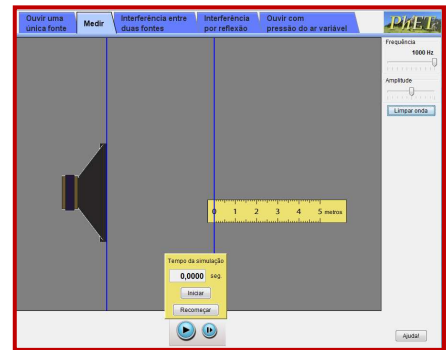 Ouvir uma
única fonte
Medir
Interferência entre
duas fontes
Interferência
por reflexão
Ouvir com
pressão do ar variável
PhET
Frequência
1000 Hz
Amplitude
Limpar onda
0 1 2 3 4 5 metros
Tempo da simulação
0,0000 seg.
Iniciar
Recomeçar
Ajuda!